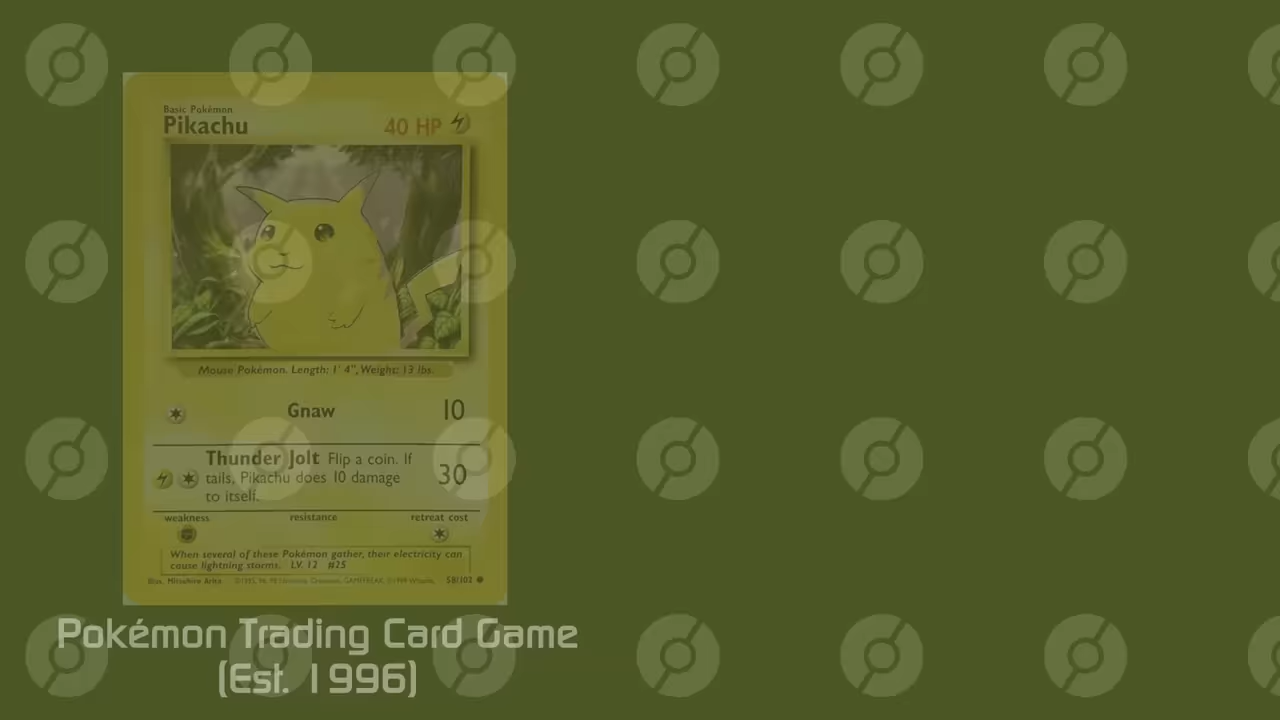 Basic Pokémon
Pikachu 40 HP
Mouse Pokémon. Length: 1' 4", Weight: 13 lbs.
Gnaw 10
Thunder Jolt Flip a coin. If
tails, Pikachu does 10 damage
to itself.
30
weakness resistance retreat cost
When several of these Pokémon gather, their electricity can
cause lightning storms. LV. 12 #25
Illus. Mitsuhiro Arita 58/102
Pokémon Trading Card Game
(Est. 1996)